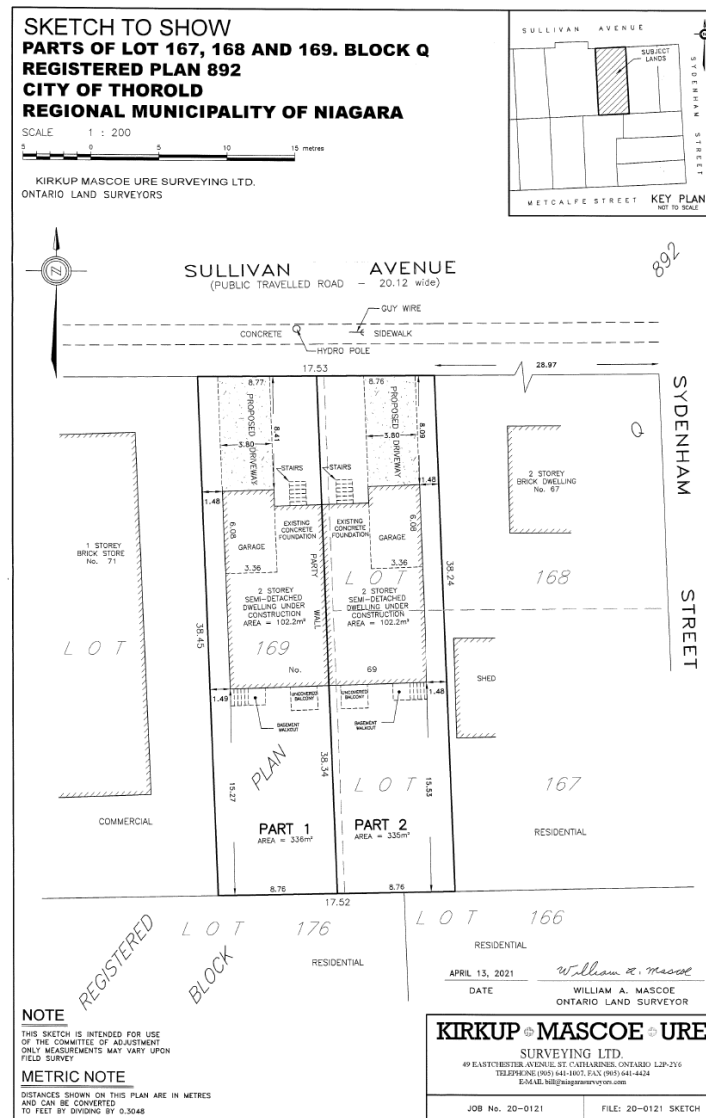 SKETCH TO SHOW
PARTS OF LOT 167, 168 AND 169. BLOCK Q
REGISTERED PLAN 892
CITY OF THOROLD
REGIONAL MUNICIPALITY OF NIAGARA
SCALE 1 : 200
5 0 5 10 15 metres
KIRKUP MASCOE URE SURVEYING LTD.
ONTARIO LAND SURVEYORS
SULLIVAN AVENUE
SUBJECT
LANDS
SYDENHAM STREET
METCALFE STREET
KEY PLAN
NOT TO SCALE
892
SULLIVAN AVENUE
(PUBLIC TRAVELLED ROAD - 20.12 wide)
GUY WIRE
CONCRETE SIDEWALK
HYDRO POLE
17.53
28.97
8.77
8.76
PROPOSED DRIVEWAY
8.41
3.80
PROPOSED DRIVEWAY
8.09
3.80
SYDENHAM STREET
Q
STAIRS
STAIRS
1.48
1.48
2 STOREY
BRICK DWELLING
No. 67
1 STOREY
BRICK STORE
No. 71
6.08
GARAGE
3.36
EXISTING
CONCRETE
FOUNDATION
EXISTING
CONCRETE
FOUNDATION
6.08
GARAGE
3.36
PARTY WALL
38.24
2 STOREY
SEMI-DETACHED
DWELLING UNDER
CONSTRUCTION
AREA = 102.2m²
2 STOREY
SEMI-DETACHED
DWELLING UNDER
CONSTRUCTION
AREA = 102.2m²
LOT 168
38.45
LOT 169
No. 69
SHED
1.49
1.48
UNCOVERED
BALCONY
UNCOVERED
BALCONY
BASEMENT
WALKOUT
BASEMENT
WALKOUT
PLAN
38.34
15.27
15.53
LOT 167
COMMERCIAL
PART 1
AREA = 336m²
PART 2
AREA = 335m²
RESIDENTIAL
8.76
8.76
17.52
REGISTERED
LOT 176
LOT 166
BLOCK
RESIDENTIAL
RESIDENTIAL
APRIL 13, 2021
DATE
William A. Mascoe
WILLIAM A. MASCOE
ONTARIO LAND SURVEYOR
NOTE
THIS SKETCH IS INTENDED FOR USE
OF THE COMMITTEE OF ADJUSTMENT
ONLY MEASUREMENTS MAY VARY UPON
FIELD SURVEY
METRIC NOTE
DISTANCES SHOWN ON THIS PLAN ARE IN METRES
AND CAN BE CONVERTED
TO FEET BY DIVIDING BY 0.3048
KIRKUP MASCOE URE
SURVEYING LTD.
49 EASTCHESTER AVENUE, ST. CATHARINES, ONTARIO L2P-2Y6
TELEPHONE (905) 641-1007, FAX (905) 641-4424
E-MAIL bill@niagarasurveyors.com
JOB No. 20-0121
FILE: 20-0121 SKETCH